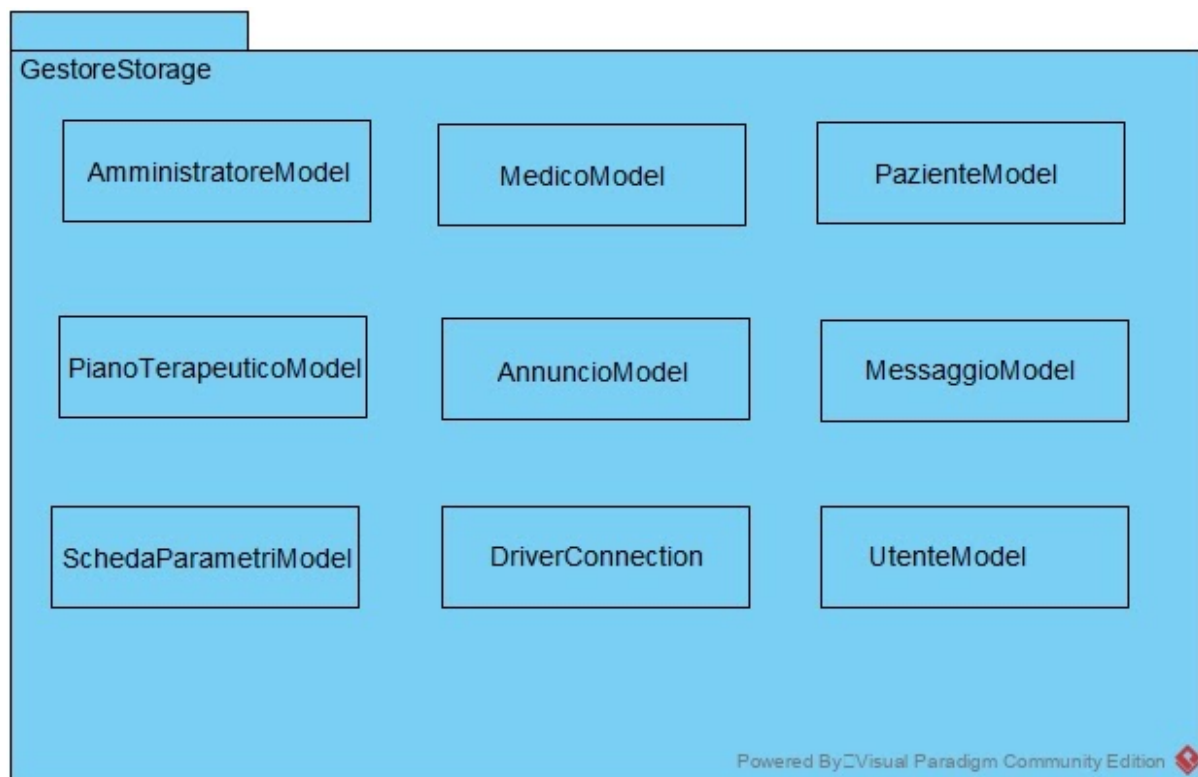 GestoreStorage
AmministratoreModel
MedicoModel
PazienteModel
PianoTerapeuticoModel
AnnuncioModel
MessaggioModel
SchedaParametriModel
DriverConnection
UtenteModel
Powered By Visual Paradigm Community Edition